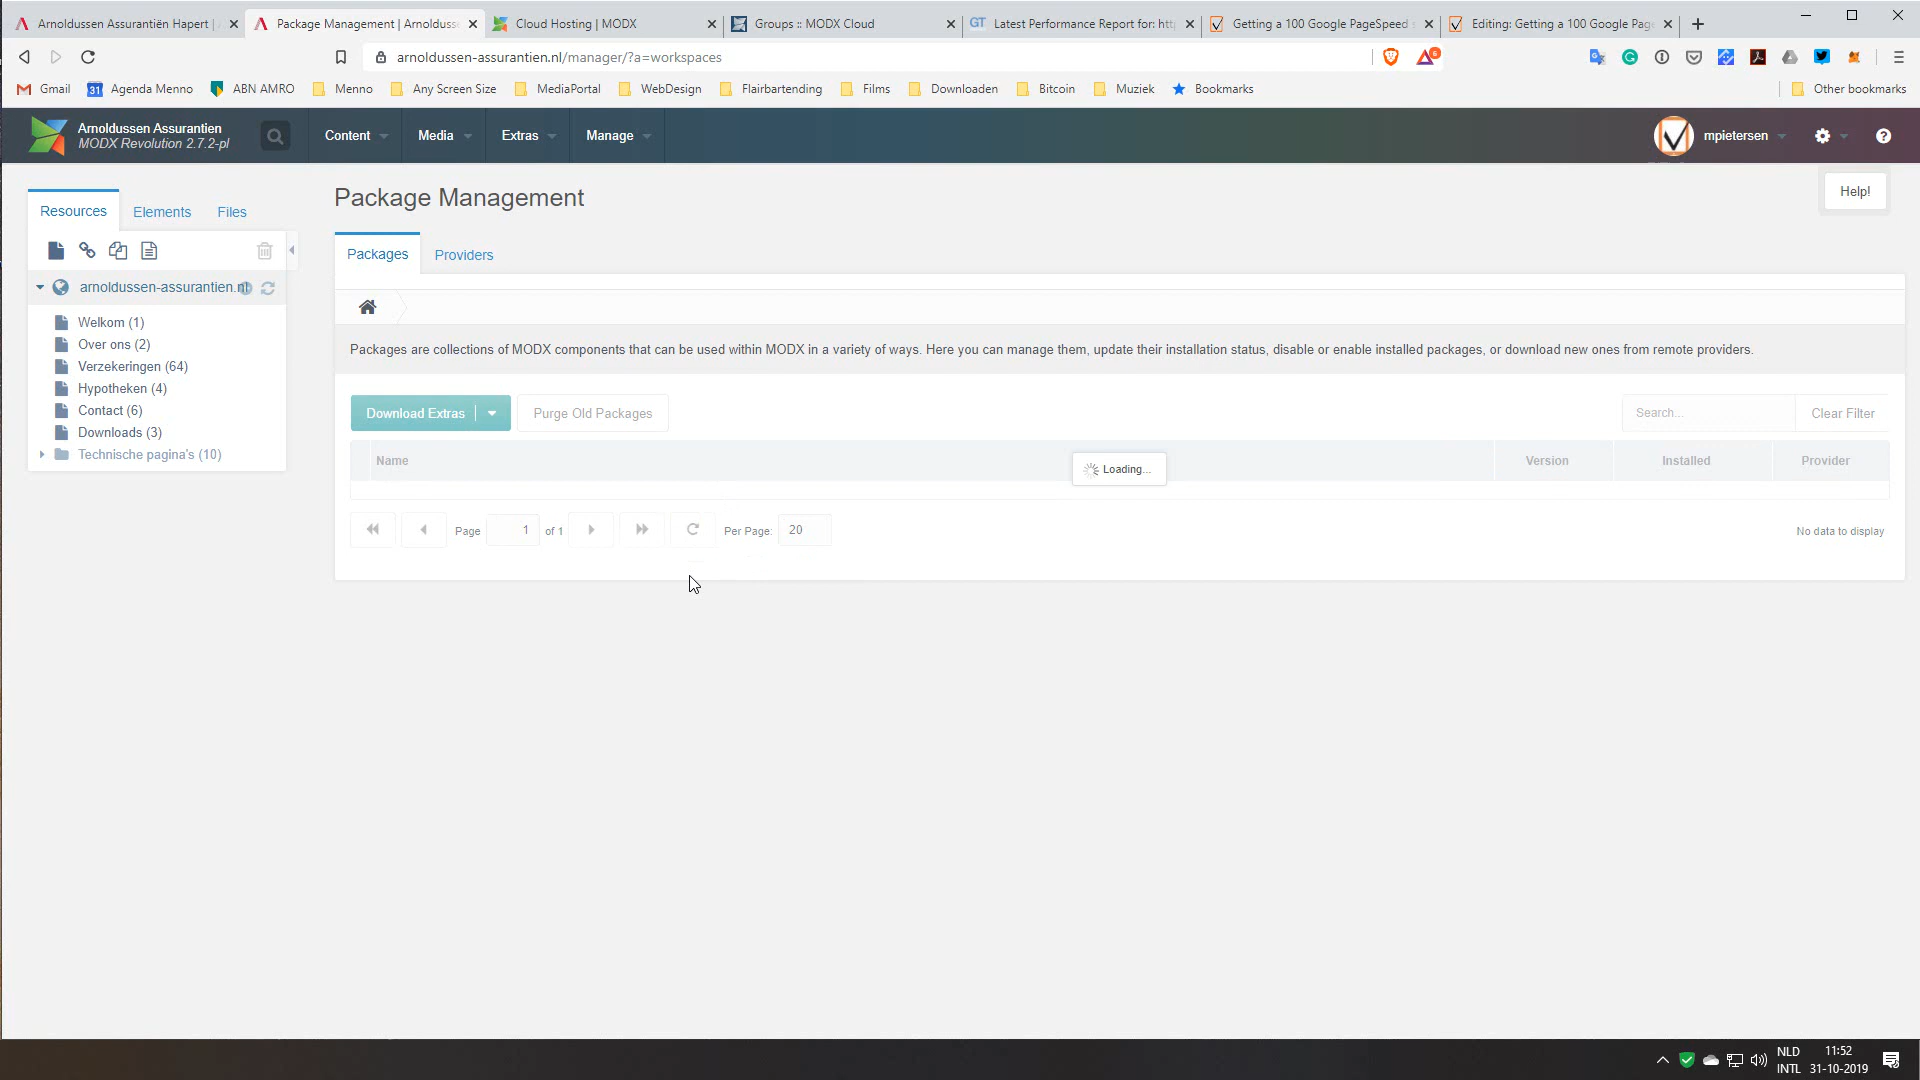 Arnoldussen Assurantiën Hapert |
Package Management | Arnolduss
Cloud Hosting | MODX
Groups :: MODX Cloud
GT Latest Performance Report for: htt
Getting a 100 Google PageSpeed
Editing: Getting a 100 Google Pag
arnoldussen-assurantien.nl/manager/?a=workspaces
6
Gmail
31 Agenda Menno
ABN AMRO
Menno
Any Screen Size
MediaPortal
WebDesign
Flairbartending
Films
Downloaden
Bitcoin
Muziek
Bookmarks
Other bookmarks
Arnoldussen Assurantien
MODX Revolution 2.7.2-pl
Content
Media
Extras
Manage
mpietersen
Resources
Elements
Files
Package Management
Help!
Packages
Providers
arnoldussen-assurantien.nl
Welkom (1)
Over ons (2)
Verzekeringen (64)
Hypotheken (4)
Contact (6)
Downloads (3)
Technische pagina's (10)
Packages are collections of MODX components that can be used within MODX in a variety of ways. Here you can manage them, update their installation status, disable or enable installed packages, or download new ones from remote providers.
Download Extras
Purge Old Packages
Search...
Clear Filter
Name
Version
Installed
Provider
Loading...
Page 1 of 1
Per Page: 20
No data to display
NLD
INTL
11:52
31-10-2019